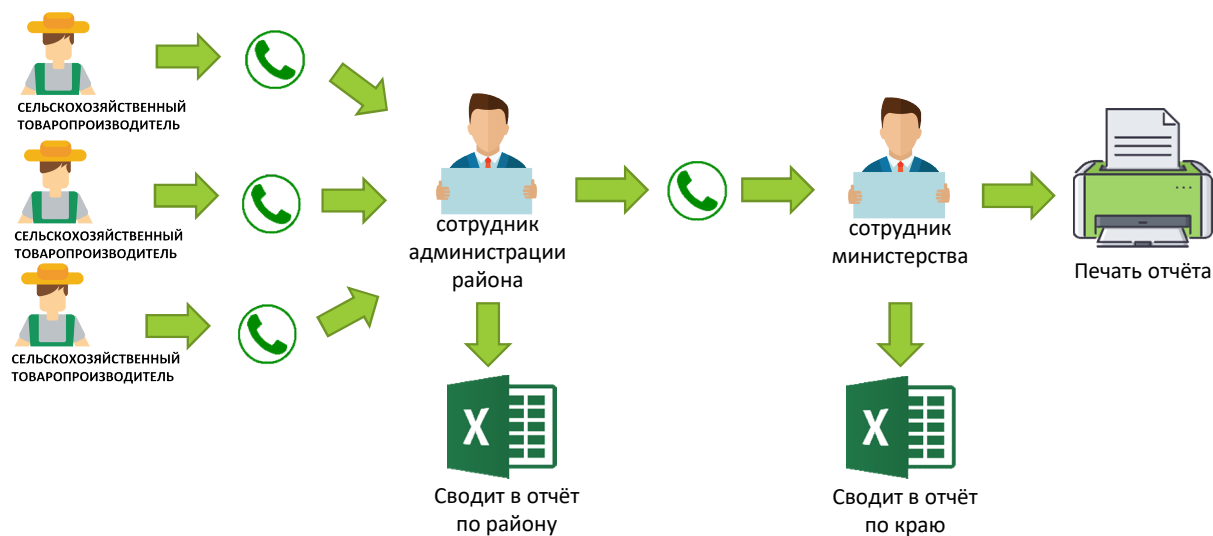 СЕЛЬСКОХОЗЯЙСТВЕННЫЙ
ТОВАРОПРОИЗВОДИТЕЛЬ
СЕЛЬСКОХОЗЯЙСТВЕННЫЙ
ТОВАРОПРОИЗВОДИТЕЛЬ
СЕЛЬСКОХОЗЯЙСТВЕННЫЙ
ТОВАРОПРОИЗВОДИТЕЛЬ
сотрудник
администрации
района
X
Сводит в отчёт
по району
сотрудник
министерства
X
Сводит в отчёт
по краю
Печать отчёта